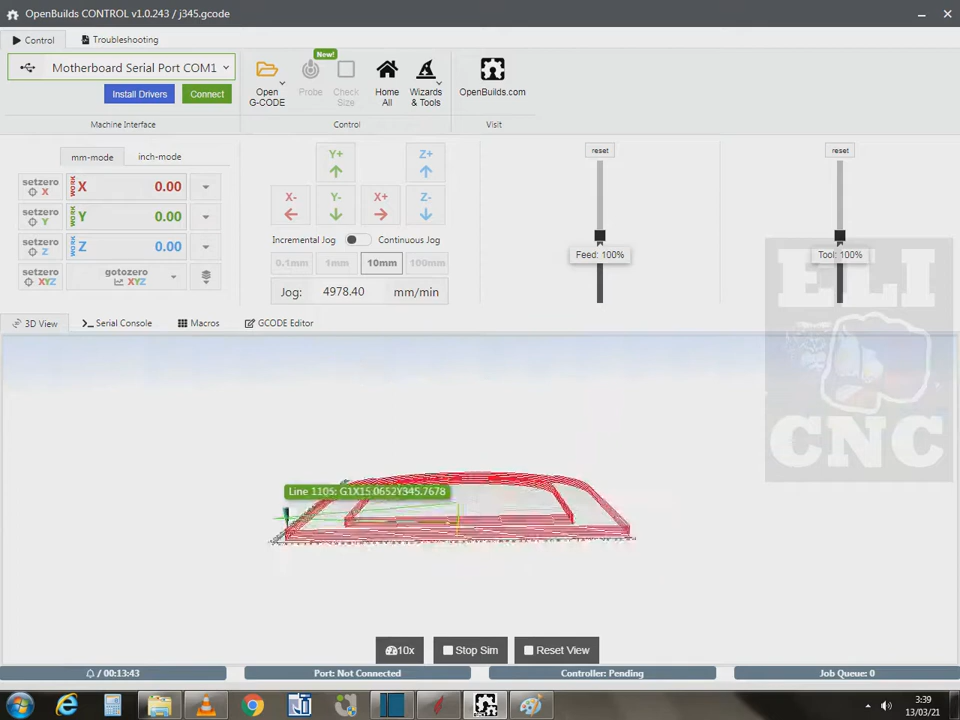 OpenBuilds CONTROL v1.0.243 / j345.gcode
Control
Troubleshooting
Motherboard Serial Port COM1
Install Drivers
Connect
Machine Interface
New!
Open
G-CODE
Probe
Check
Size
Home
All
Wizards
& Tools
Control
OpenBuilds.com
Visit
mm-mode
inch-mode
setzero
X
WORK
X
0.00
setzero
Y
WORK
Y
0.00
setzero
Z
WORK
Z
0.00
setzero
XYZ
gotozero
XYZ
Y+
Z+
X-
Y-
X+
Z-
Incremental Jog
Continuous Jog
0.1mm
1mm
10mm
100mm
Jog:
4978.40
mm/min
reset
Feed: 100%
reset
Tool: 100%
ELI
CNC
3D View
Serial Console
Macros
GCODE Editor
Line 1105: G1X15.0652Y345.7678
10x
Stop Sim
Reset View
/ 00:13:43
Port: Not Connected
Controller: Pending
Job Queue: 0
3:39
13/03/21